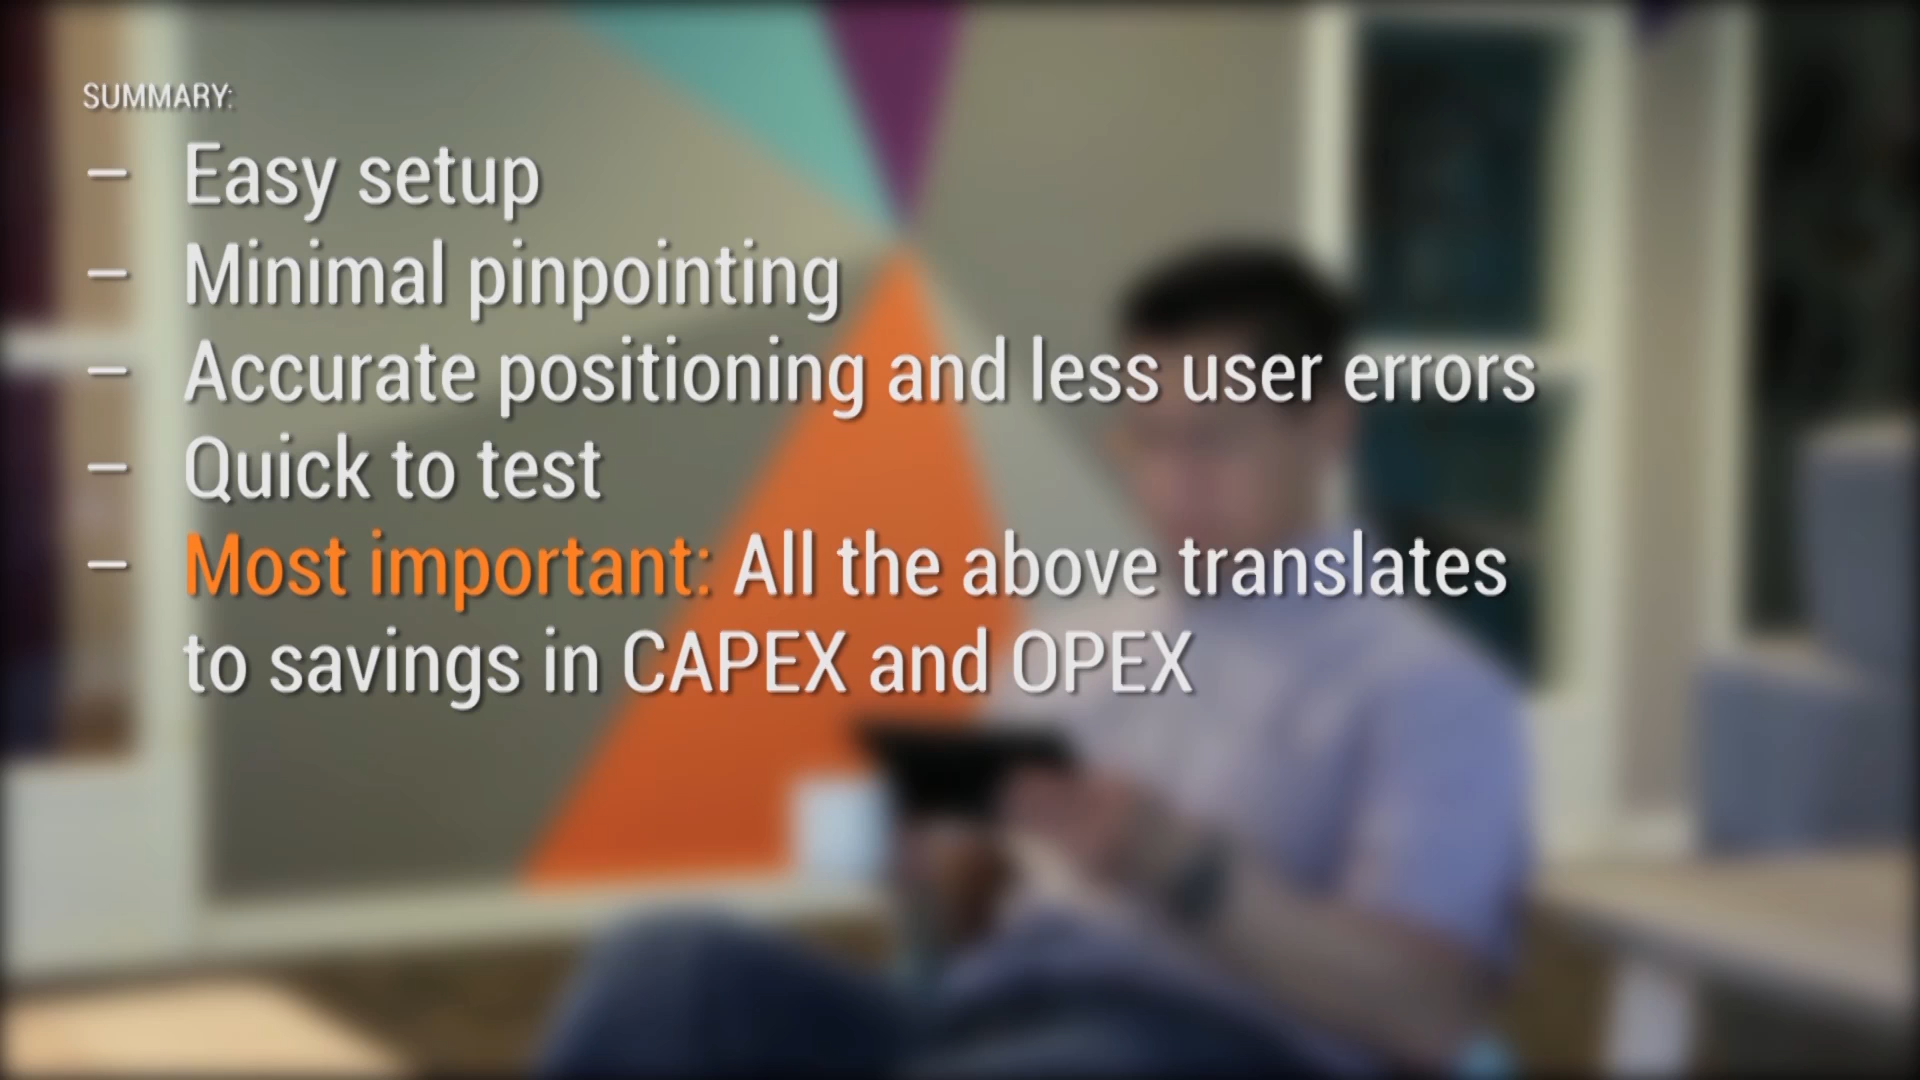 SUMMARY:
– Easy setup
– Minimal pinpointing
– Accurate positioning and less user errors
– Quick to test
– Most important: All the above translates
to savings in CAPEX and OPEX